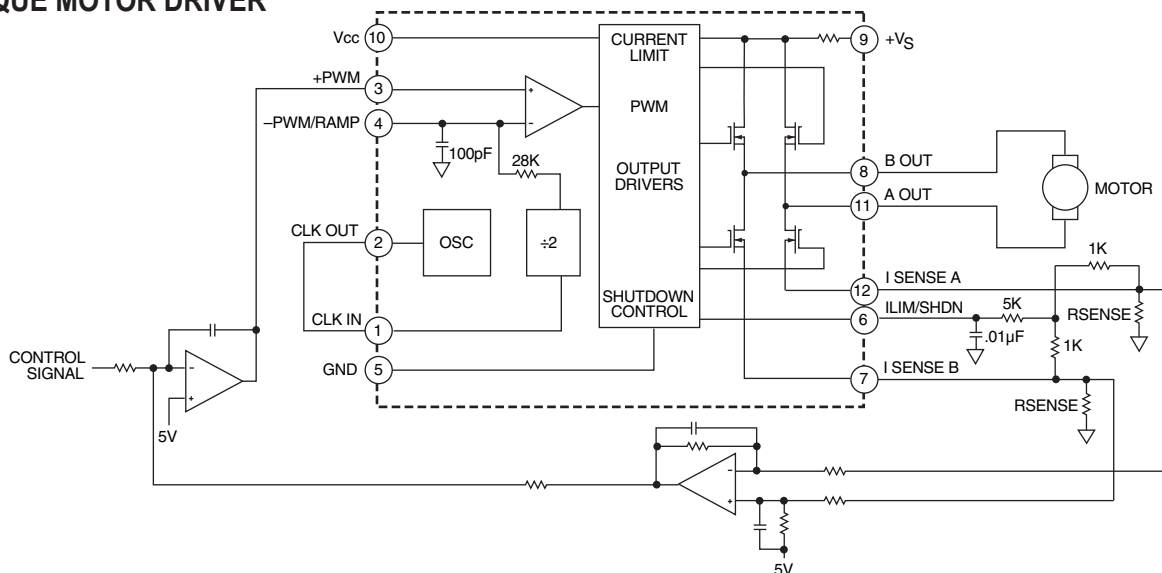 QUE MOTOR DRIVER
Vcc 10
CURRENT
LIMIT
9 +VS
+PWM 3
+
PWM
–PWM/RAMP 4
–
100pF
28K
OUTPUT
DRIVERS
B OUT
8
A OUT
11
MOTOR
CLK OUT
2
OSC
÷2
1K
I SENSE A
12
SHUTDOWN
CONTROL
ILIM/SHDN
6
5K
RSENSE
.01µF
1K
CLK IN
1
CONTROL
SIGNAL
–
+
5V
GND 5
I SENSE B
7
RSENSE
–
+
5V